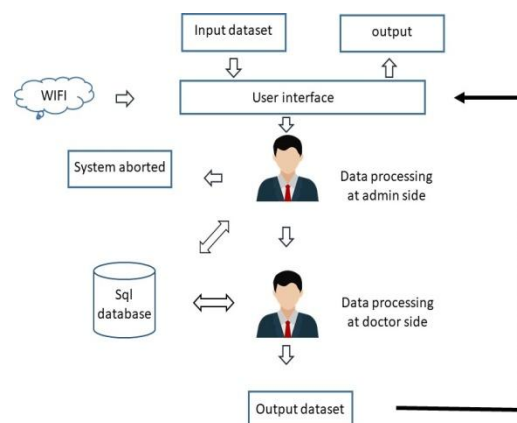 Input dataset
output
WIFI
User interface
System aborted
Data processing
at admin side
Sql
database
Data processing
at doctor side
Output dataset